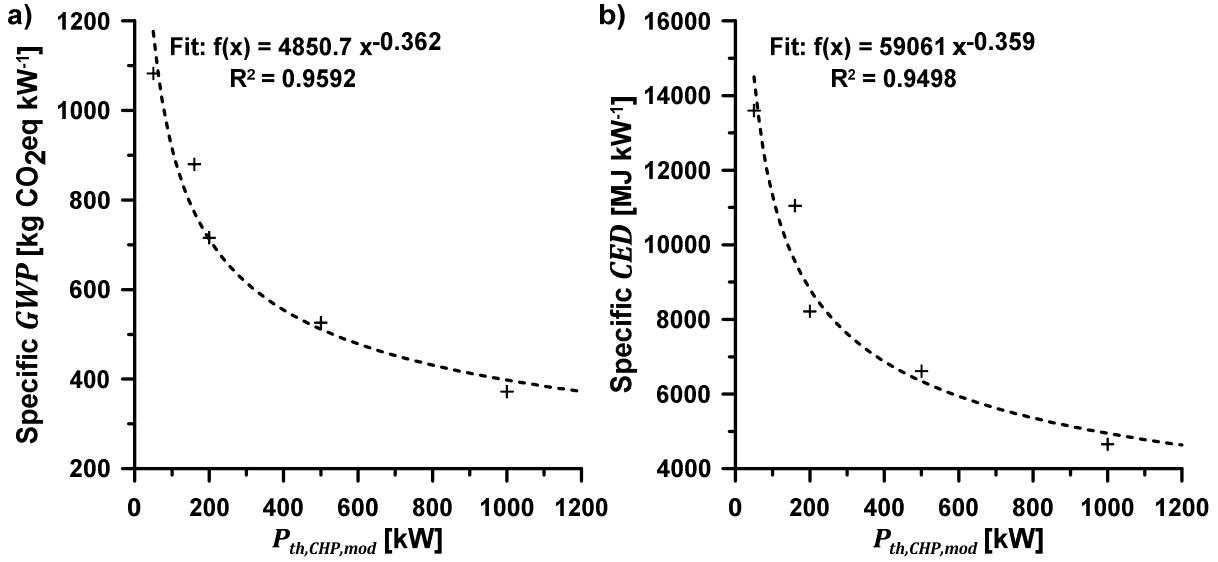 a)
Fit: f(x) = 4850.7 x-0.362
R² = 0.9592
Specific GWP [kg CO2eq kW-1]
1200
1000
800
600
400
200
0 200 400 600 800 1000 1200
Pth,CHP,mod [kW]
b)
Fit: f(x) = 59061 x-0.359
R² = 0.9498
Specific CED [MJ kW-1]
16000
14000
12000
10000
8000
6000
4000
0 200 400 600 800 1000 1200
Pth,CHP,mod [kW]